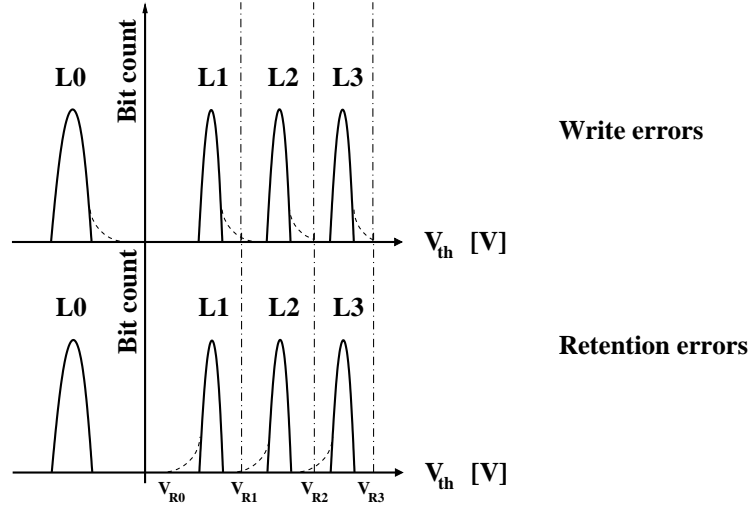 Bit count
L0 L1 L2 L3
Write errors
V_th [V]
Bit count
L0 L1 L2 L3
Retention errors
V_th [V]
V_R0 V_R1 V_R2 V_R3